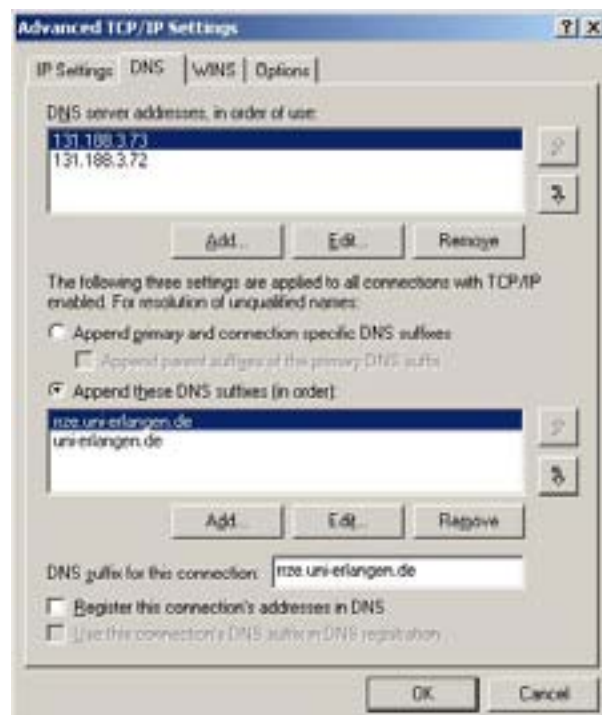 Advanced TCP/IP Settings
IP Settings DNS WINS Options
DNS server addresses, in order of use:
131.188.3.73
131.188.3.72
Add... Edit... Remove
The following three settings are applied to all connections with TCP/IP
enabled. For resolution of unqualified names:
Append primary and connection specific DNS suffixes
Append parent suffixes of the primary DNS suffix
Append these DNS suffixes (in order):
rrze.uni-erlangen.de
uni-erlangen.de
Add... Edit... Remove
DNS suffix for this connection: rrze.uni-erlangen.de
Register this connection's addresses in DNS
Use this connection's DNS suffix in DNS registration
OK Cancel